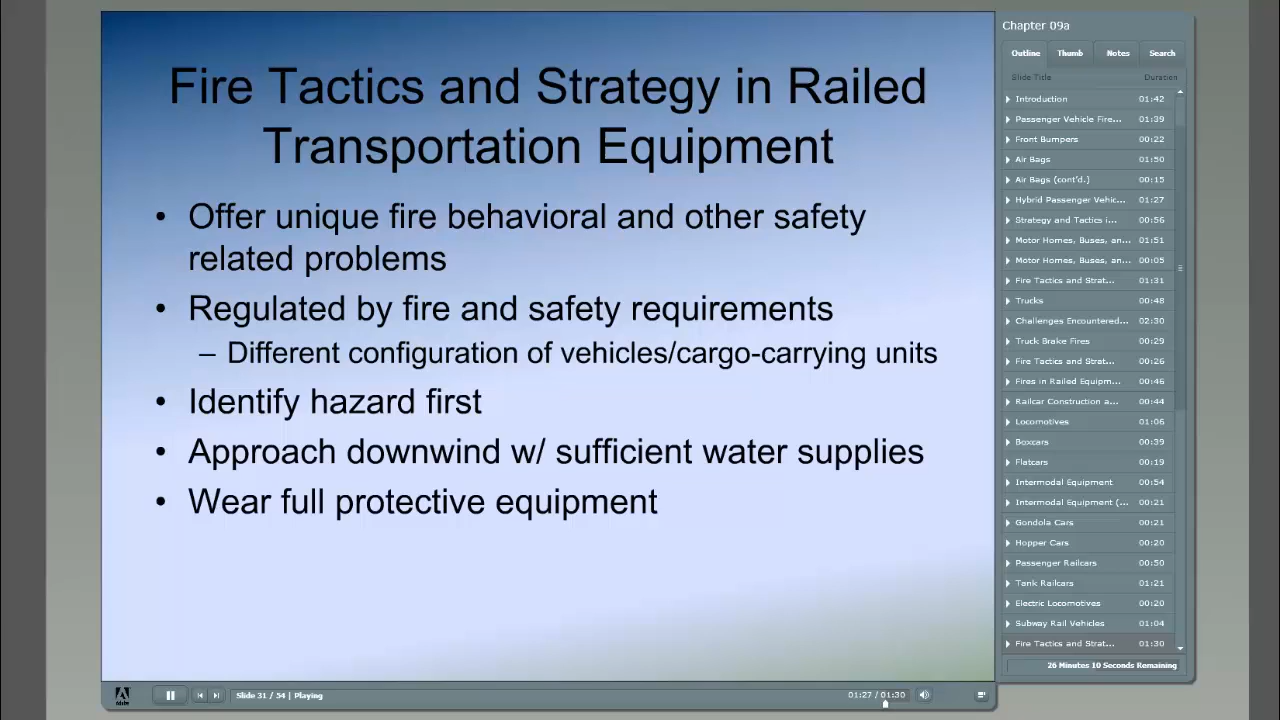 Fire Tactics and Strategy in Railed
Transportation Equipment
• Offer unique fire behavioral and other safety
related problems
• Regulated by fire and safety requirements
– Different configuration of vehicles/cargo-carrying units
• Identify hazard first
• Approach downwind w/ sufficient water supplies
• Wear full protective equipment
Chapter 09a
Outline Thumb Notes Search
Slide Title Duration
Introduction 01:42
Passenger Vehicle Fire... 01:39
Front Bumpers 00:22
Air Bags 01:50
Air Bags (cont'd.) 00:15
Hybrid Passenger Vehic... 01:27
Strategy and Tactics i... 00:56
Motor Homes, Buses, an... 01:51
Motor Homes, Buses, an... 00:05
Fire Tactics and Strat... 01:31
Trucks 00:48
Challenges Encountered... 02:30
Truck Brake Fires 00:29
Fire Tactics and Strat... 00:26
Fires in Railed Equipm... 00:46
Railcar Construction a... 00:44
Locomotives 01:06
Boxcars 00:39
Flatcars 00:19
Intermodal Equipment 00:54
Intermodal Equipment (... 00:21
Gondola Cars 00:21
Hopper Cars 00:20
Passenger Railcars 00:50
Tank Railcars 01:21
Electric Locomotives 00:20
Subway Rail Vehicles 01:04
Fire Tactics and Strat... 01:30
26 Minutes 10 Seconds Remaining
Adobe
Slide 31 / 54 | Playing
01:27 / 01:30